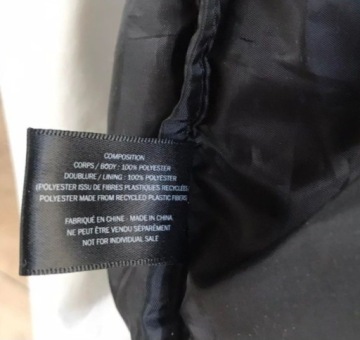 COMPOSITION
CORPS / BODY : 100% POLYESTER
DOUBLURE / LINING : 100% POLYESTER
(POLYESTER ISSU DE FIBRES PLASTIQUES RECYCLÉES)
POLYESTER MADE FROM RECYCLED PLASTIC FIBERS
FABRIQUÉ EN CHINE - MADE IN CHINA
NE PEUT ÊTRE VENDU SÉPARÉMENT
NOT FOR INDIVIDUAL SALE